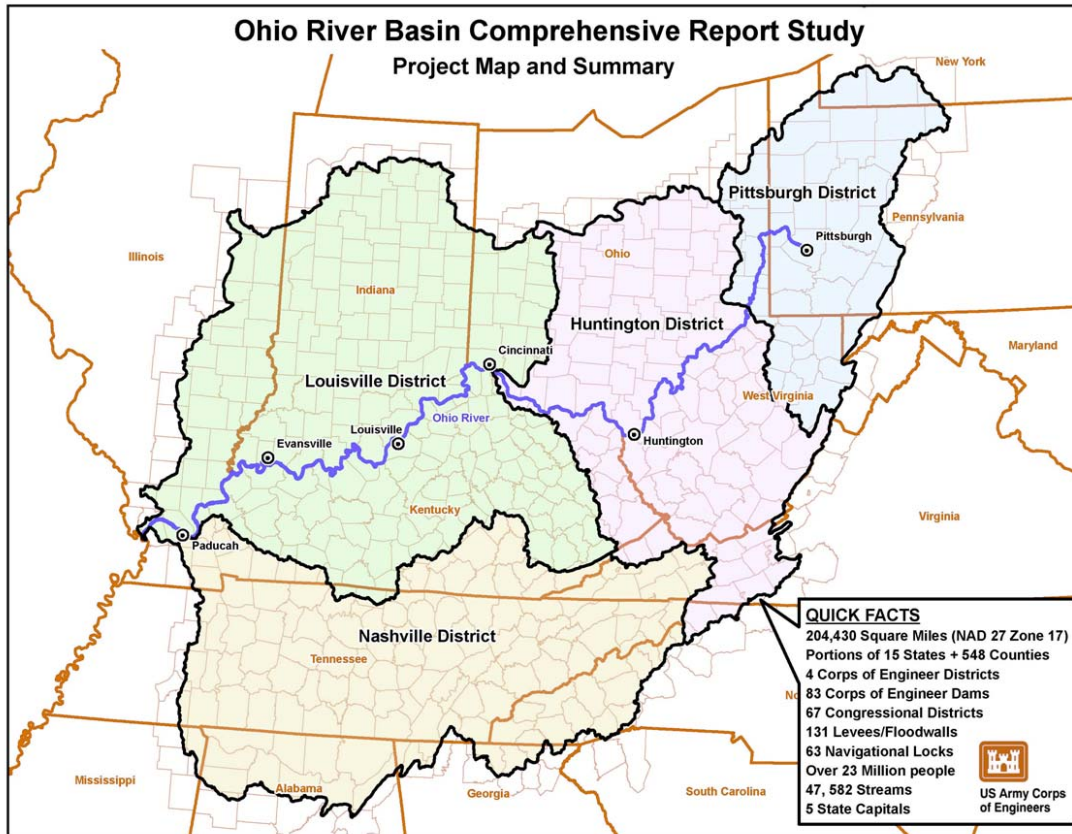 Ohio River Basin Comprehensive Report Study
Project Map and Summary
New York
Pittsburgh District
Pennsylvania
Pittsburgh
Illinois
Ohio
Indiana
Huntington District
Maryland
Cincinnati
Louisville District
West Virginia
Ohio River
Louisville
Evansville
Huntington
Kentucky
Virginia
Paducah
Nashville District
Tennessee
Mississippi
Alabama
Georgia
South Carolina
No
QUICK FACTS
204,430 Square Miles (NAD 27 Zone 17)
Portions of 15 States + 548 Counties
4 Corps of Engineer Districts
83 Corps of Engineer Dams
67 Congressional Districts
131 Levees/Floodwalls
63 Navigational Locks
Over 23 Million people
47, 582 Streams
5 State Capitals
US Army Corps
of Engineers